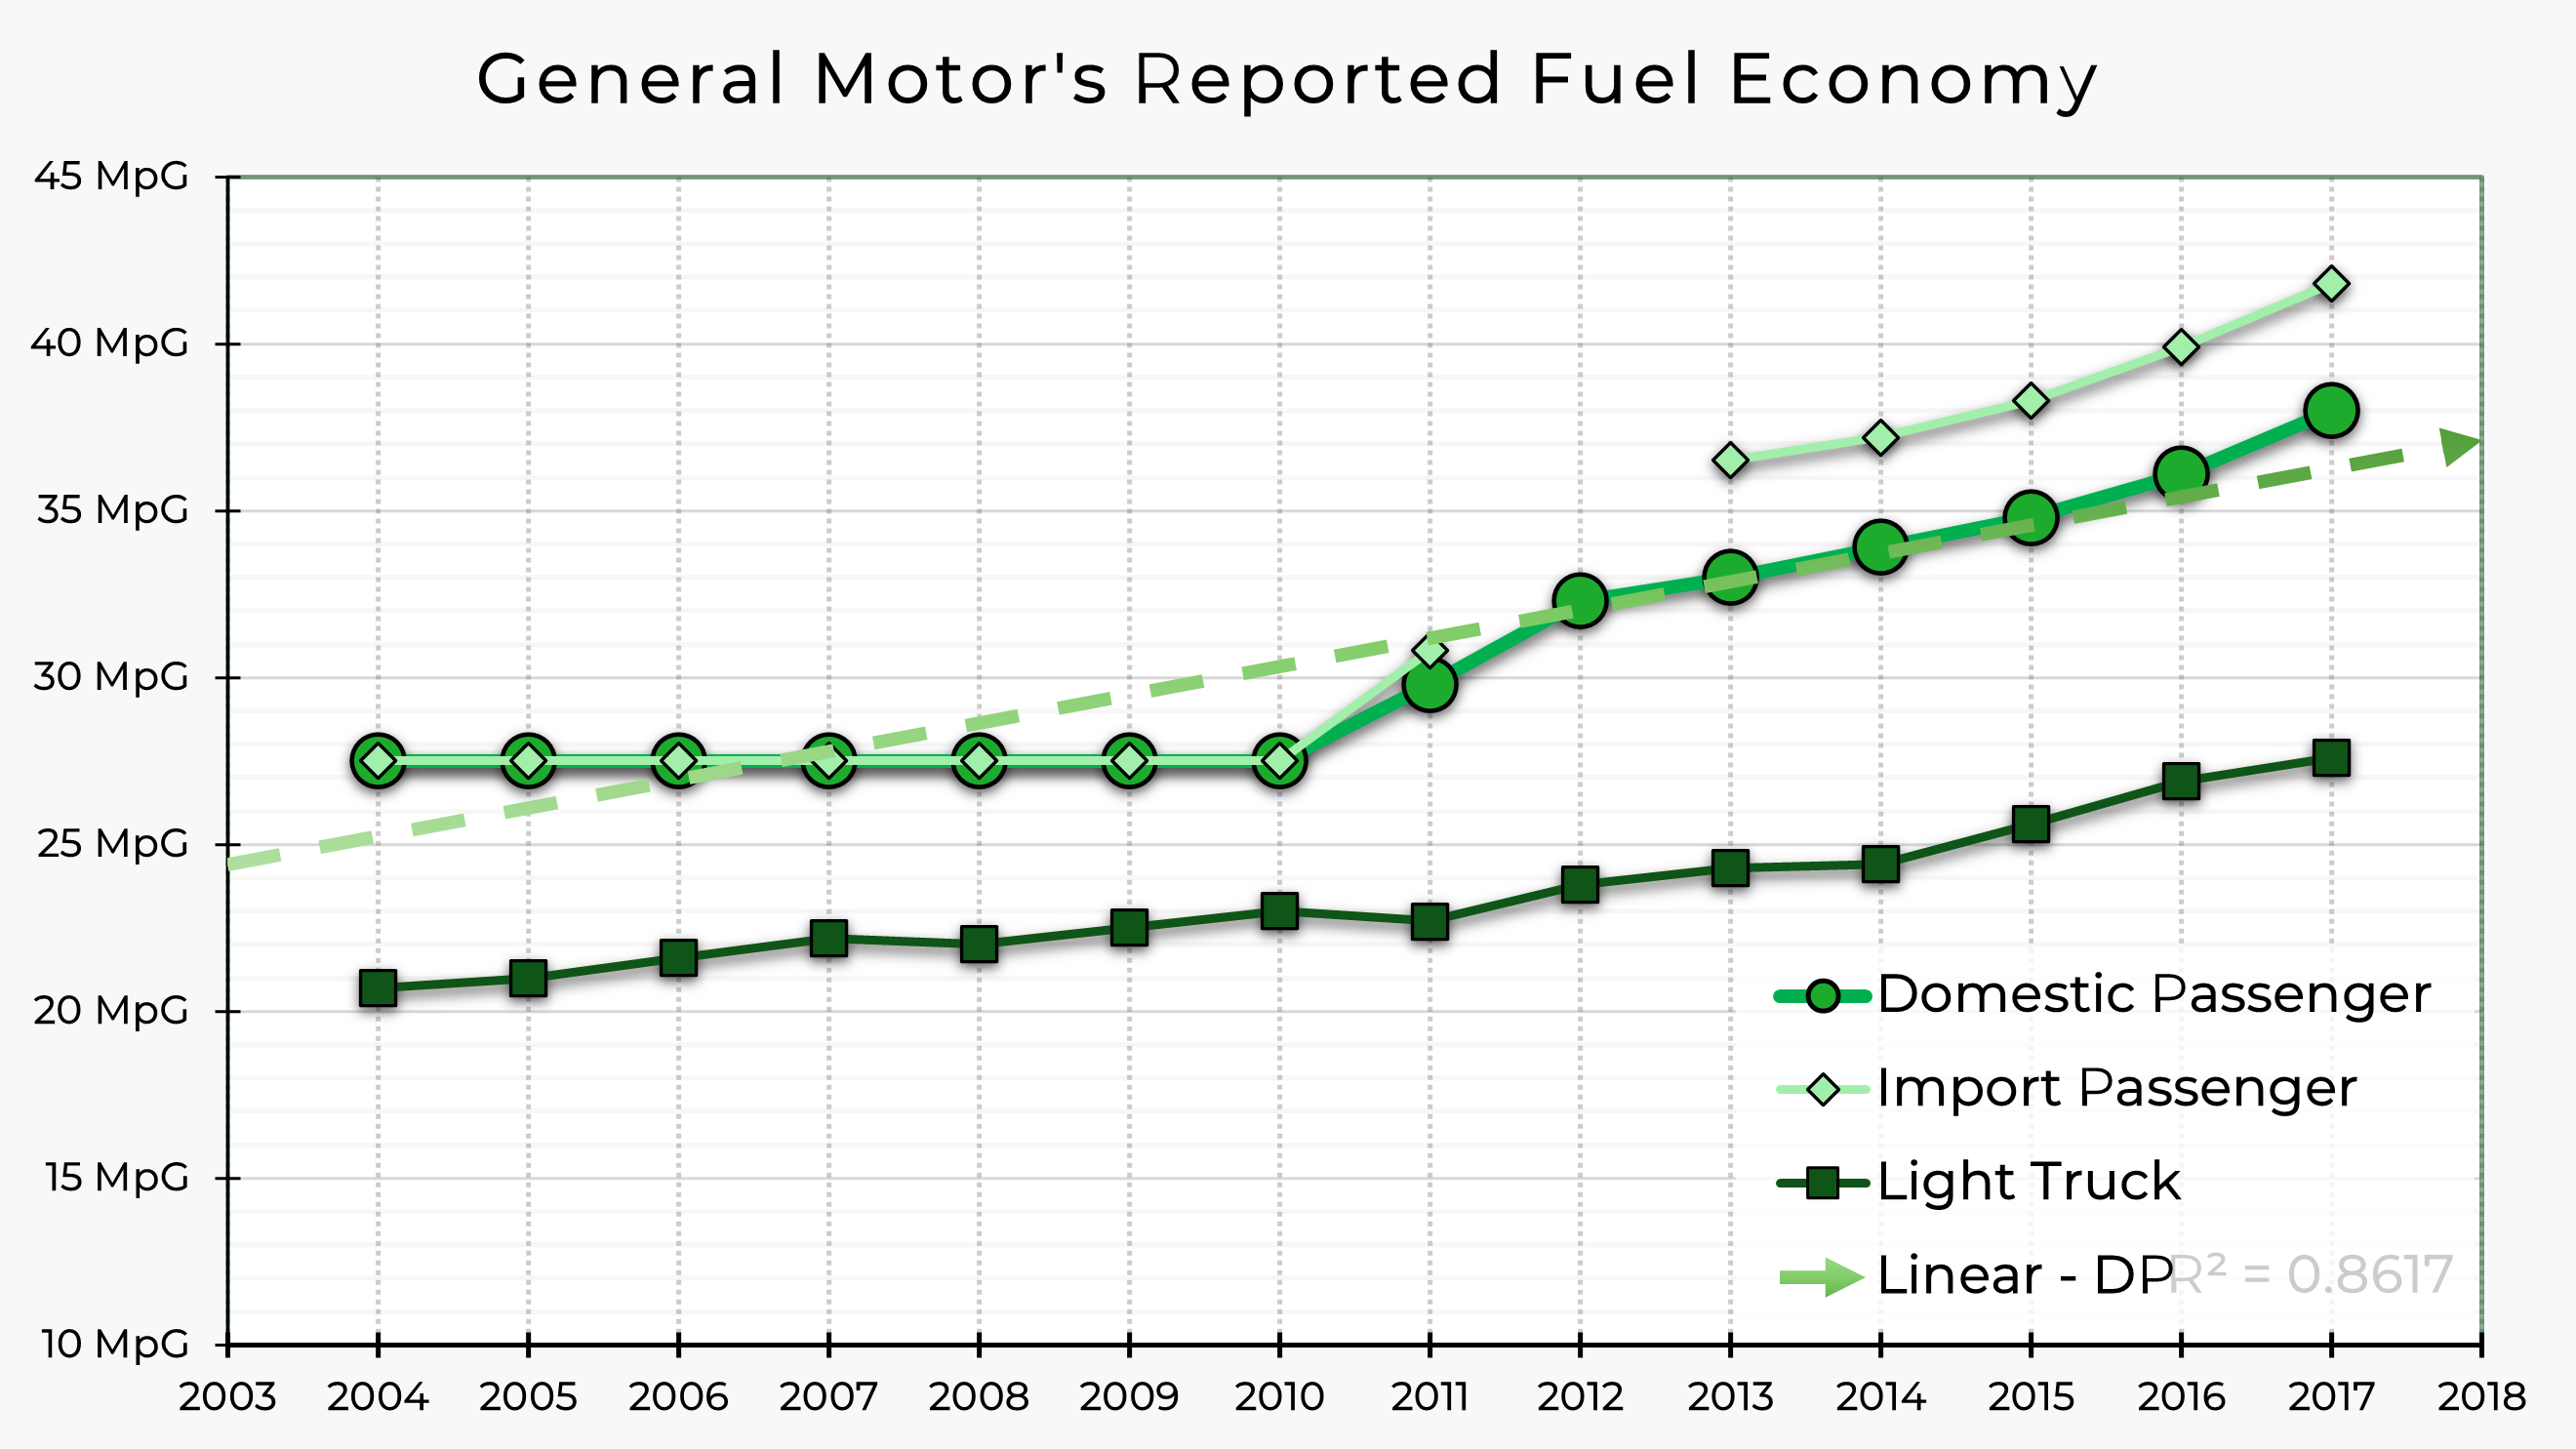 General Motor's Reported Fuel Economy
45 MpG
40 MpG
35 MpG
30 MpG
25 MpG
20 MpG
15 MpG
10 MpG
Domestic Passenger
Import Passenger
Light Truck
Linear - DP R² = 0.8617
2003 2004 2005 2006 2007 2008 2009 2010 2011 2012 2013 2014 2015 2016 2017 2018